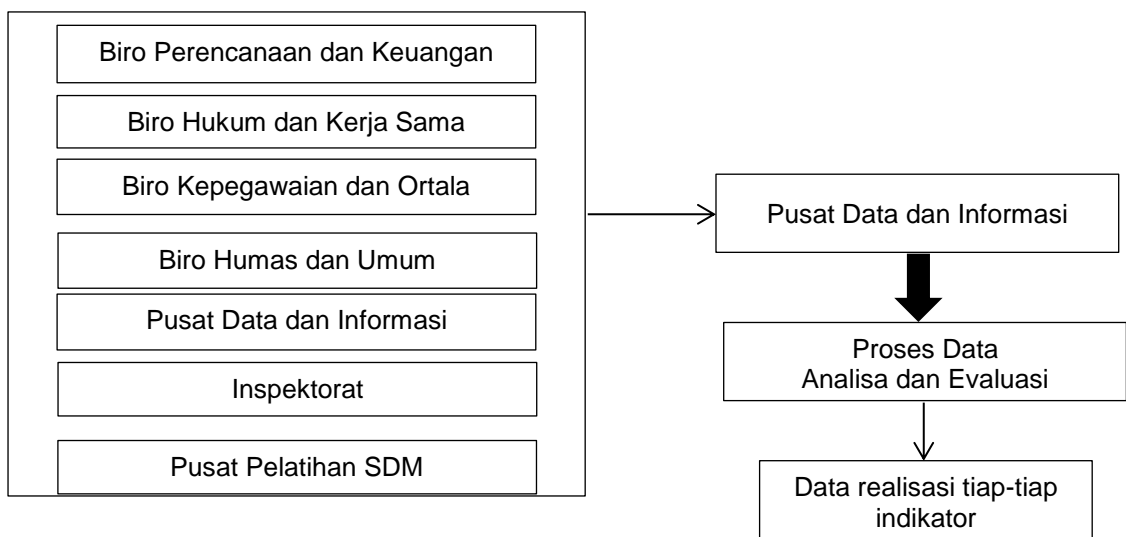 Biro Perencanaan dan Keuangan
Biro Hukum dan Kerja Sama
Biro Kepegawaian dan Ortala
Biro Humas dan Umum
Pusat Data dan Informasi
Inspektorat
Pusat Pelatihan SDM
Pusat Data dan Informasi
Proses Data
Analisa dan Evaluasi
Data realisasi tiap-tiap
indikator